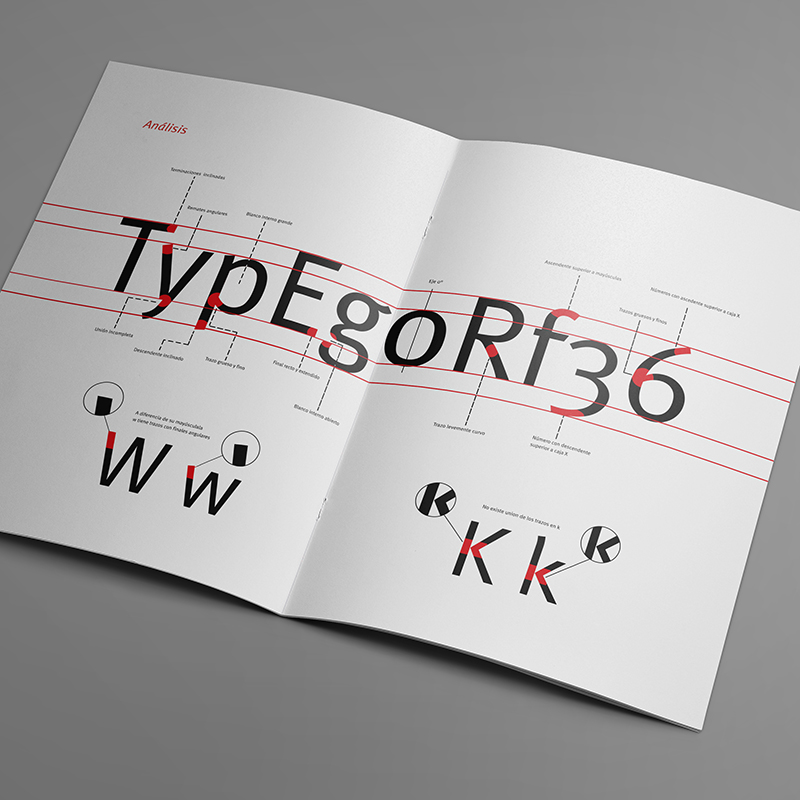 Análisis
Terminaciones inclinadas
Remates angulares
Blanco interno grande
Eje 0°
Ascendente superior a mayúsculas
Números con ascendente superior a caja X
Trazos gruesos y finos
TypEgoRf36
Unión incompleta
Descendente inclinado
Trazo grueso y fino
Final recto y extendido
Blanco interno abierto
Trazo levemente curvo
Número con descendente
superior a caja X
A diferencia de su mayúscula
w tiene trazos con finales angulares
W w
No existe union de los trazos en k
K k
K k